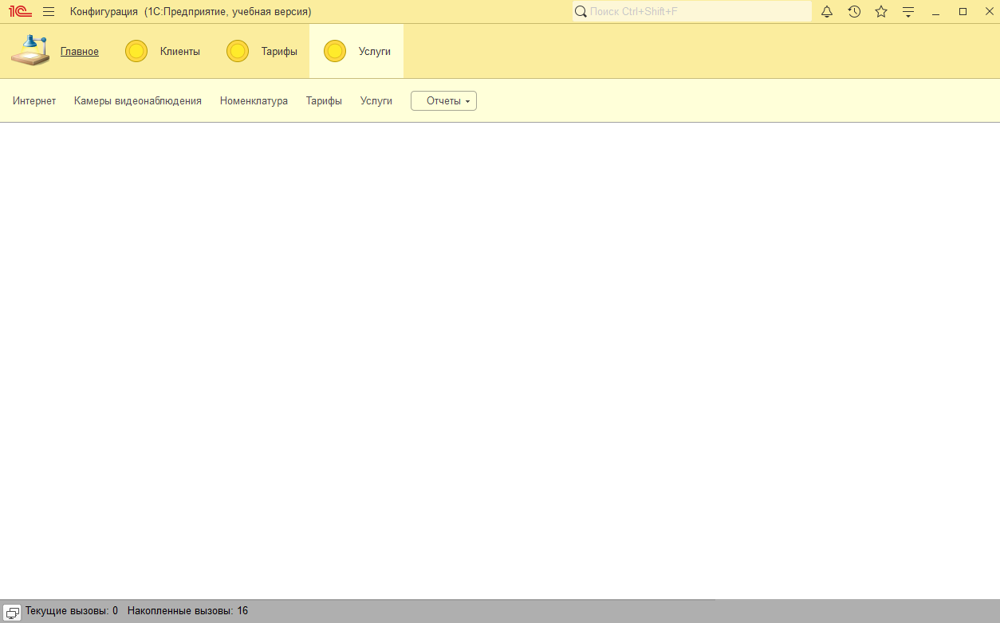 1С Конфигурация (1С:Предприятие, учебная версия) Поиск Ctrl+Shift+F
Главное Клиенты Тарифы Услуги
Интернет Камеры видеонаблюдения Номенклатура Тарифы Услуги Отчеты
Текущие вызовы: 0 Накопленные вызовы: 16